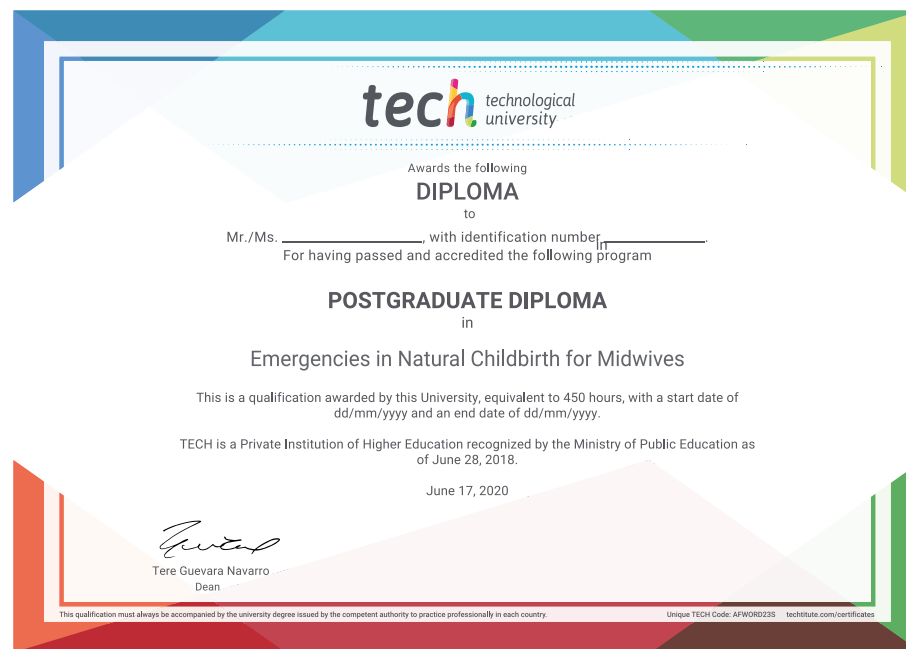 tech technological university
Awards the following
DIPLOMA
to
Mr./Ms. ____________, with identification number ____________.
in
For having passed and accredited the following program
POSTGRADUATE DIPLOMA
in
Emergencies in Natural Childbirth for Midwives
This is a qualification awarded by this University, equivalent to 450 hours, with a start date of
dd/mm/yyyy and an end date of dd/mm/yyyy.
TECH is a Private Institution of Higher Education recognized by the Ministry of Public Education as
of June 28, 2018.
June 17, 2020
Tere Guevara Navarro
Dean
This qualification must always be accompanied by the university degree issued by the competent authority to practice professionally in each country.
Unique TECH Code: AFWORD23S techtitute.com/certificates